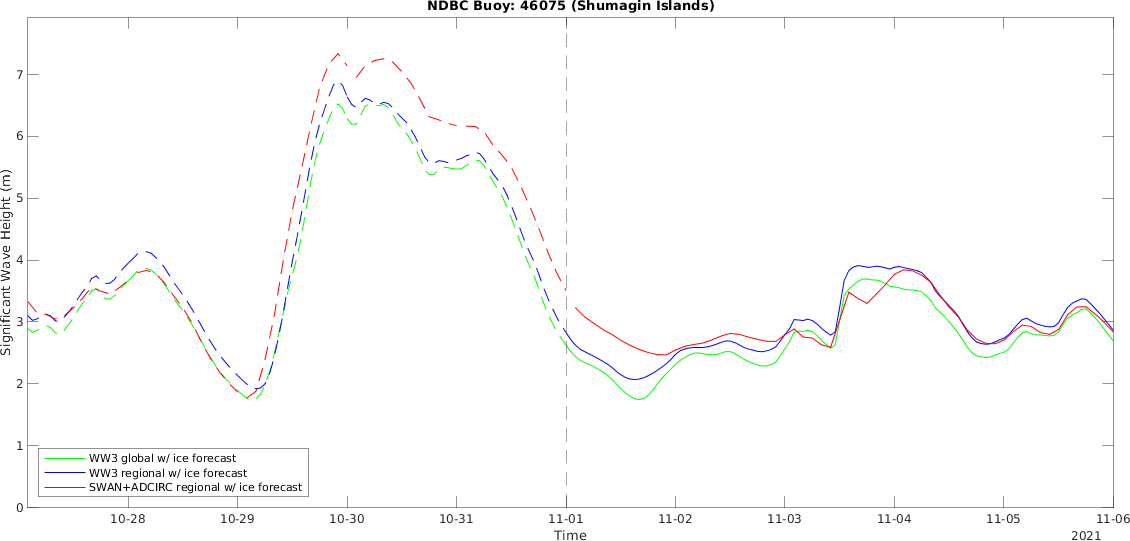 NDBC Buoy: 46075 (Shumagin Islands)
Significant Wave Height (m)
7
6
5
4
3
2
1
0
WW3 global w/ ice forecast
WW3 regional w/ ice forecast
SWAN+ADCIRC regional w/ ice forecast
10-28 10-29 10-30 10-31 11-01 11-02 11-03 11-04 11-05 11-06
Time
2021